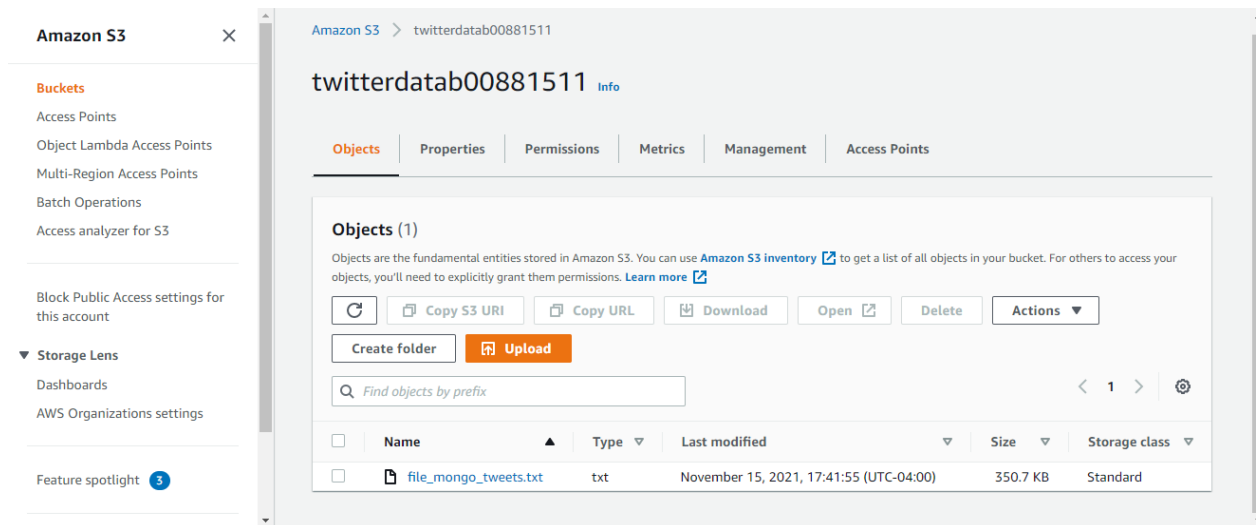 Amazon S3
Buckets
Access Points
Object Lambda Access Points
Multi-Region Access Points
Batch Operations
Access analyzer for S3
Block Public Access settings for
this account
Storage Lens
Dashboards
AWS Organizations settings
Feature spotlight 3
Amazon S3 > twitterdatab00881511
twitterdatab00881511 Info
Objects Properties Permissions Metrics Management Access Points
Objects (1)
Objects are the fundamental entities stored in Amazon S3. You can use Amazon S3 inventory to get a list of all objects in your bucket. For others to access your
objects, you'll need to explicitly grant them permissions. Learn more
Copy S3 URI Copy URL Download Open Delete Actions
Create folder Upload
Find objects by prefix
< 1 >
Name Type Last modified Size Storage class
file_mongo_tweets.txt txt November 15, 2021, 17:41:55 (UTC-04:00) 350.7 KB Standard